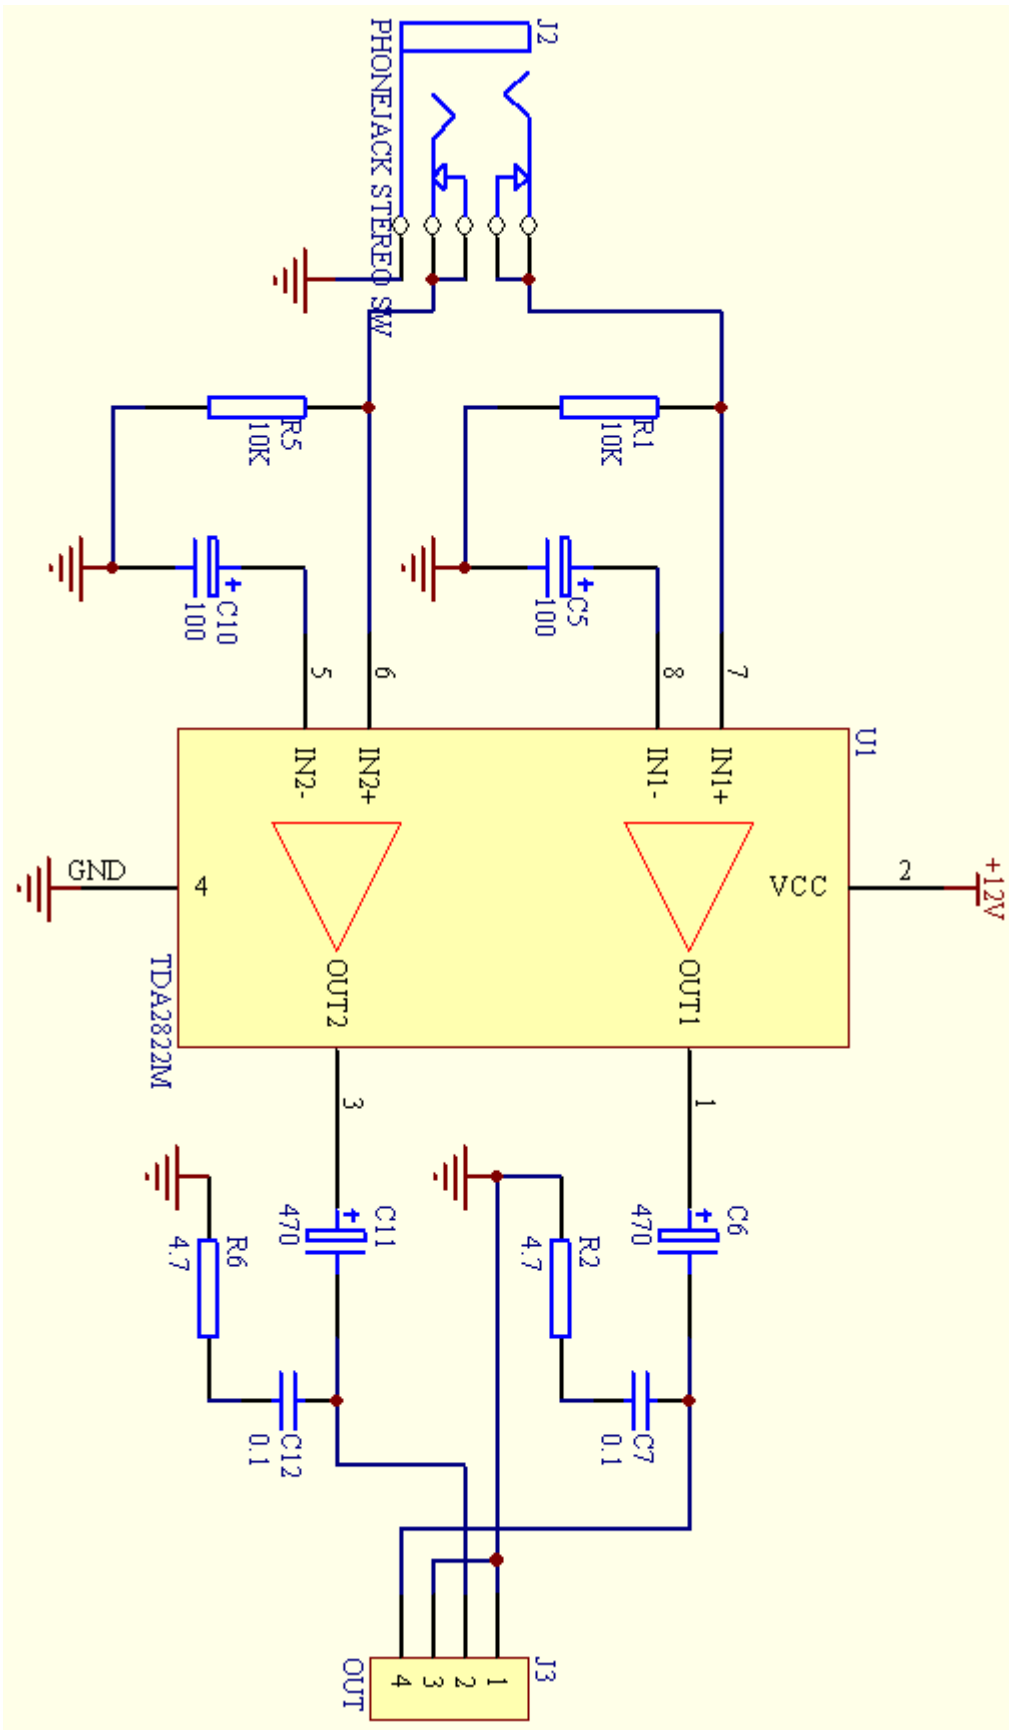 J2
PHONEJACK STEREO SW
R5
10K
R1
10K
+
C10
100
+
C5
100
5
6
8
7
U1
IN2-
IN2+
IN1-
IN1+
GND
4
VCC
2
+12V
OUT2
OUT1
TDA2822M
3
1
+
C11
470
+
C6
470
R6
4.7
R2
4.7
C12
0.1
C7
0.1
J3
OUT
4
3
2
1